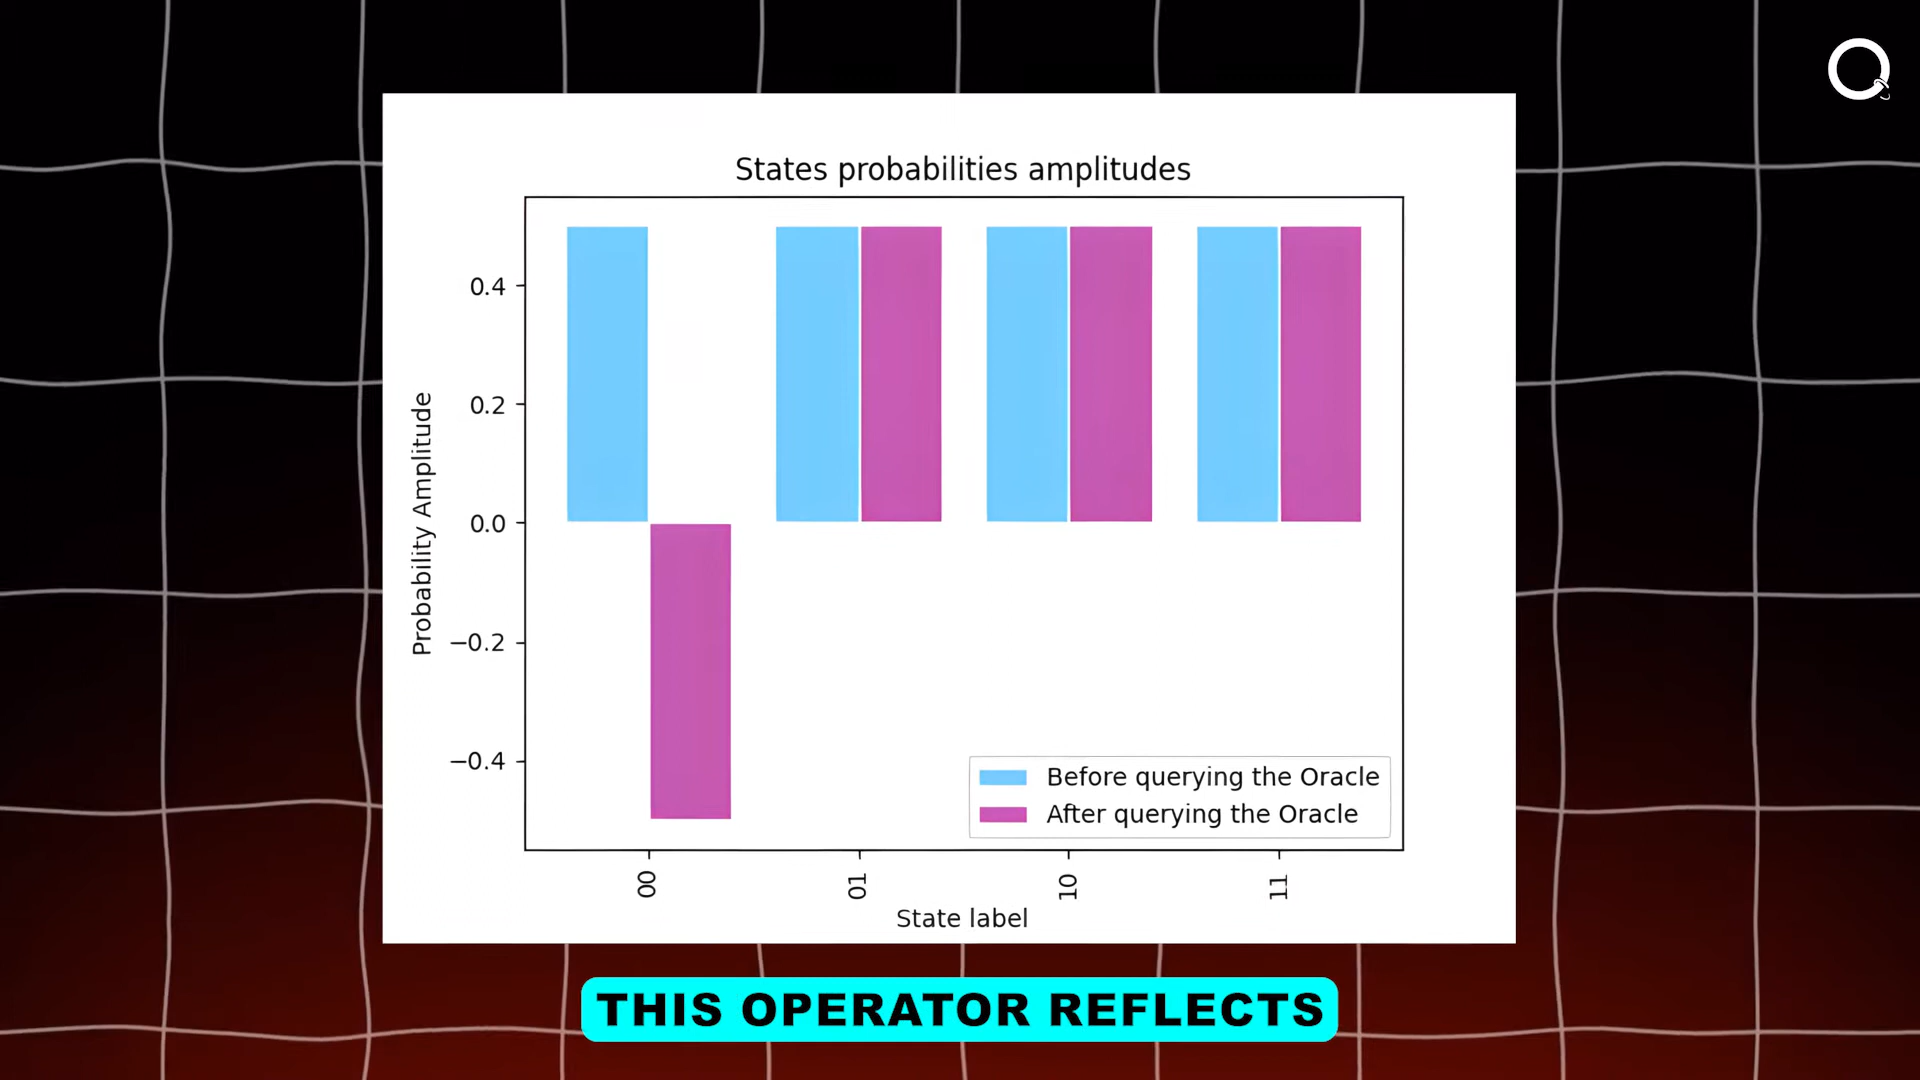 States probabilities amplitudes
Probability Amplitude
0.4
0.2
0.0
−0.2
−0.4
Before querying the Oracle
After querying the Oracle
00
01
10
11
State label
THIS OPERATOR REFLECTS